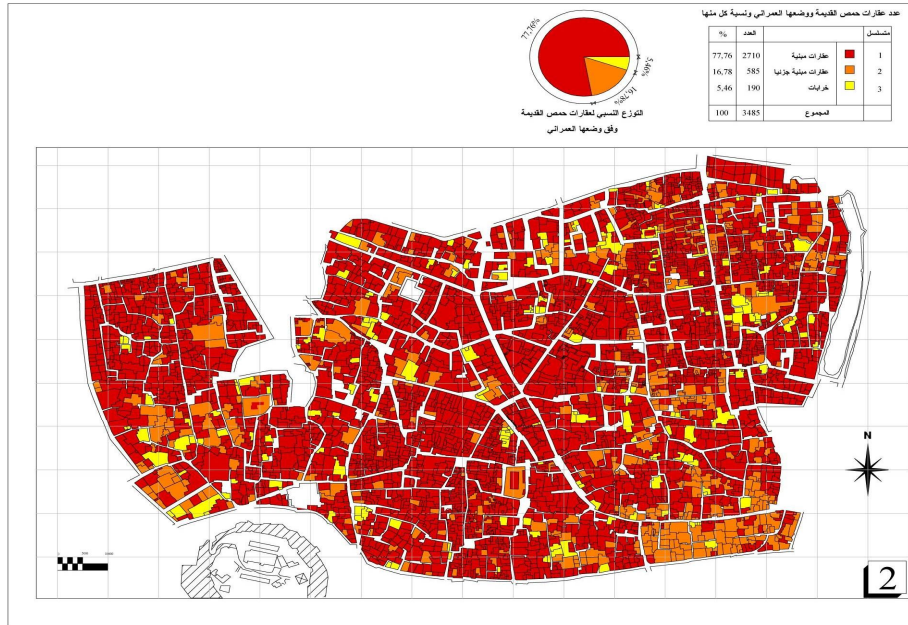 عدد عقارات حمص القديمة ووضعها العمراني ونسبة كل منها
متسلسل العدد %
1 عقارات مبنية 2710 77,76
2 عقارات مبنية جزئيا 585 16,78
3 خرابات 190 5,46
المجموع 3485 100
77,76%
5,46%
16,78%
التوزع النسبي لعقارات حمص القديمة
وفق وضعها العمراني
N
2